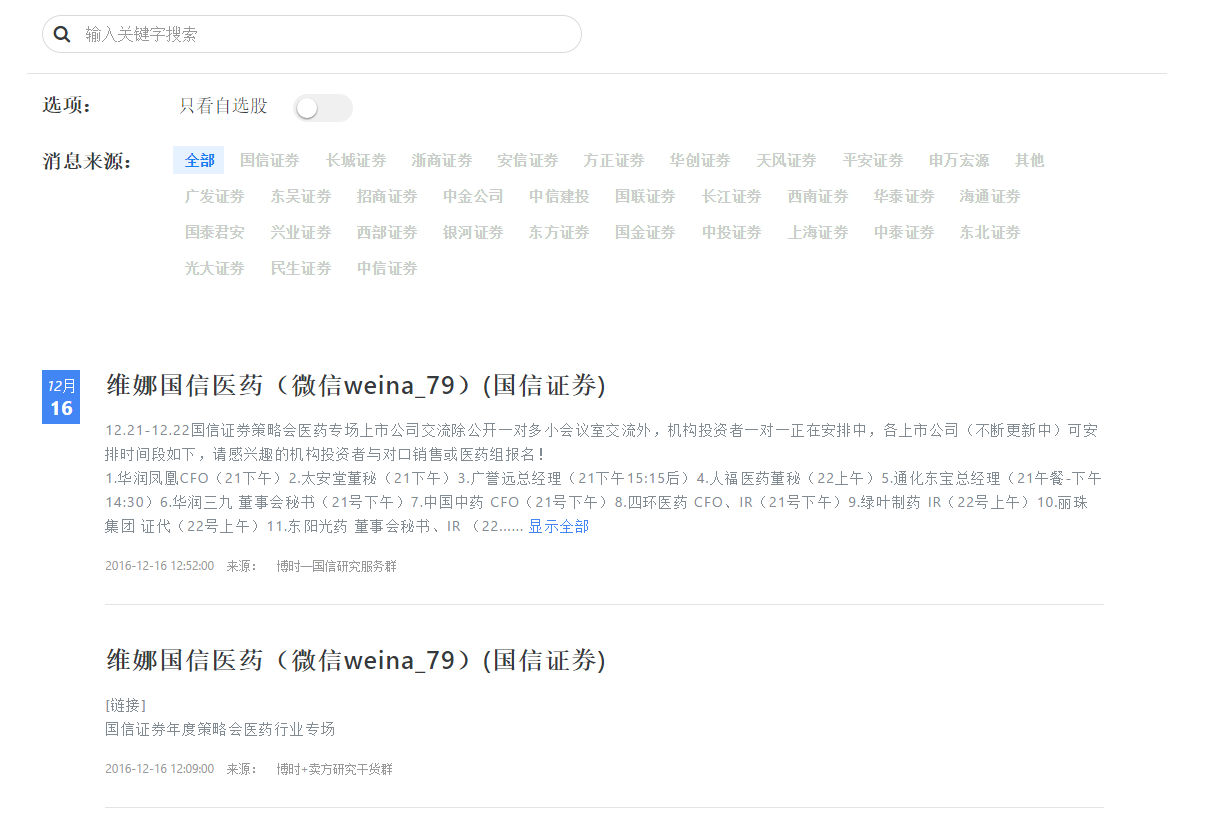 输入关键字搜索
选项： 只看自选股
消息来源： 全部 国信证券 长城证券 浙商证券 安信证券 方正证券 华创证券 天风证券 平安证券 申万宏源 其他
广发证券 东吴证券 招商证券 中金公司 中信建投 国联证券 长江证券 西南证券 华泰证券 海通证券
国泰君安 兴业证券 西部证券 银河证券 东方证券 国金证券 中投证券 上海证券 中泰证券 东北证券
光大证券 民生证券 中信证券
12月
16
维娜国信医药（微信weina_79）(国信证券)
12.21-12.22国信证券策略会医药专场上市公司交流除公开一对多小会议室交流外，机构投资者一对一正在安排中，各上市公司（不断更新中）可安
排时间段如下，请感兴趣的机构投资者与对口销售或医药组报名！
1.华润凤凰CFO（21下午）2.太安堂董秘（21下午）3.广誉远总经理（21下午15:15后）4.人福医药董秘（22上午）5.通化东宝总经理（21午餐-下午
14:30）6.华润三九 董事会秘书（21号下午）7.中国中药 CFO（21号下午）8.四环医药 CFO、IR（21号下午）9.绿叶制药 IR（22号上午）10.丽珠
集团 证代（22号上午）11.东阳光药 董事会秘书、IR （22...... 显示全部
2016-12-16 12:52:00 来源： 博时—国信研究服务群
维娜国信医药（微信weina_79）(国信证券)
[链接]
国信证券年度策略会医药行业专场
2016-12-16 12:09:00 来源： 博时+卖方研究干货群